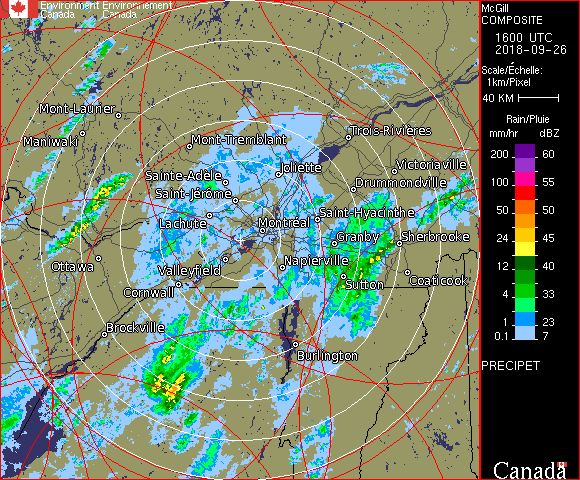 Environment Environnement
Canada Canada
McGill
COMPOSITE
1600 UTC
2018-09-26
Scale/Échelle:
1km/Pixel
40 KM
Rain/Pluie
mm/hr dBZ
200 60
100 55
50 50
24 45
12 40
4 33
1 23
0.1 7
PRECIPET
Canada
Mont-Laurier
Maniwaki
Mont-Tremblant
Trois-Rivières
Joliette
Victoriaville
Sainte-Adèle
Drummondville
Saint-Jérome
Saint-Hyacinthe
Lachute
Montréal
Granby
Sherbrooke
Ottawa
Valleyfield
Napierville
Coaticook
Sutton
Cornwall
Brockville
Burlington